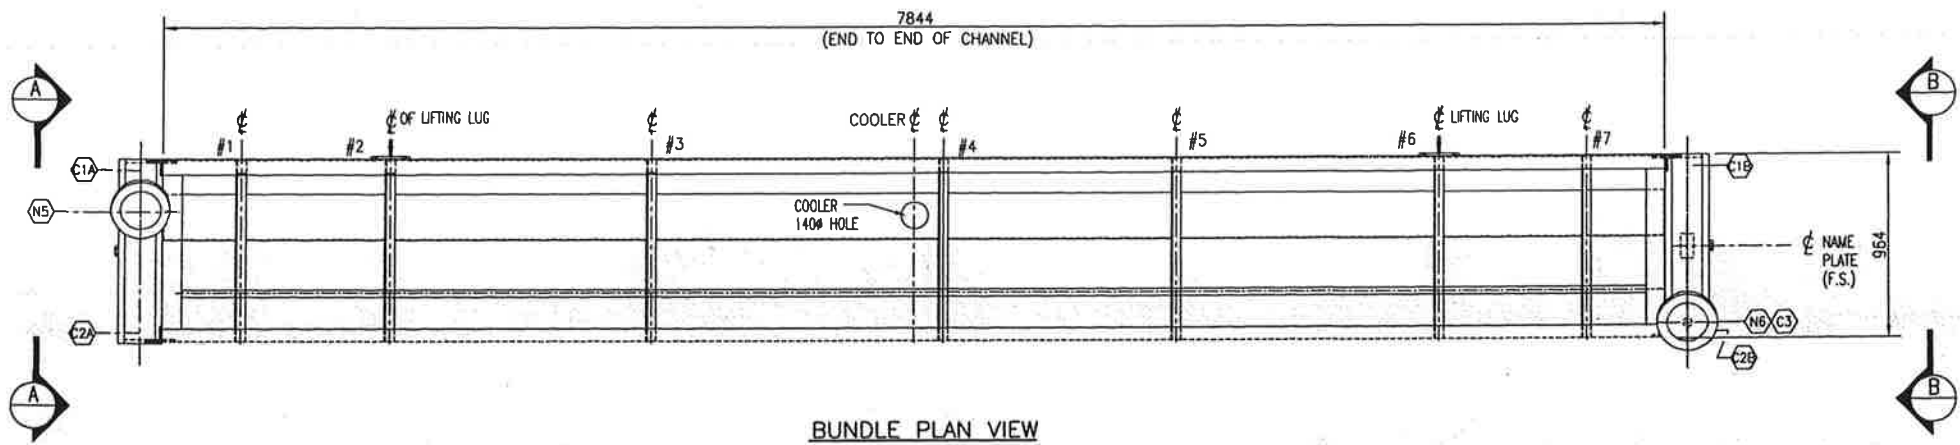 7844
(END TO END OF CHANNEL)
A
B
℄
℄ OF LIFTING LUG
℄
COOLER ℄
℄
℄
℄ LIFTING LUG
℄
#1
#2
#3
#4
#5
#6
#7
C1A
C1B
N5
COOLER
140ø HOLE
℄ NAME
PLATE
(F.S.)
964
C2A
N6
C3
C2B
A
B
BUNDLE PLAN VIEW